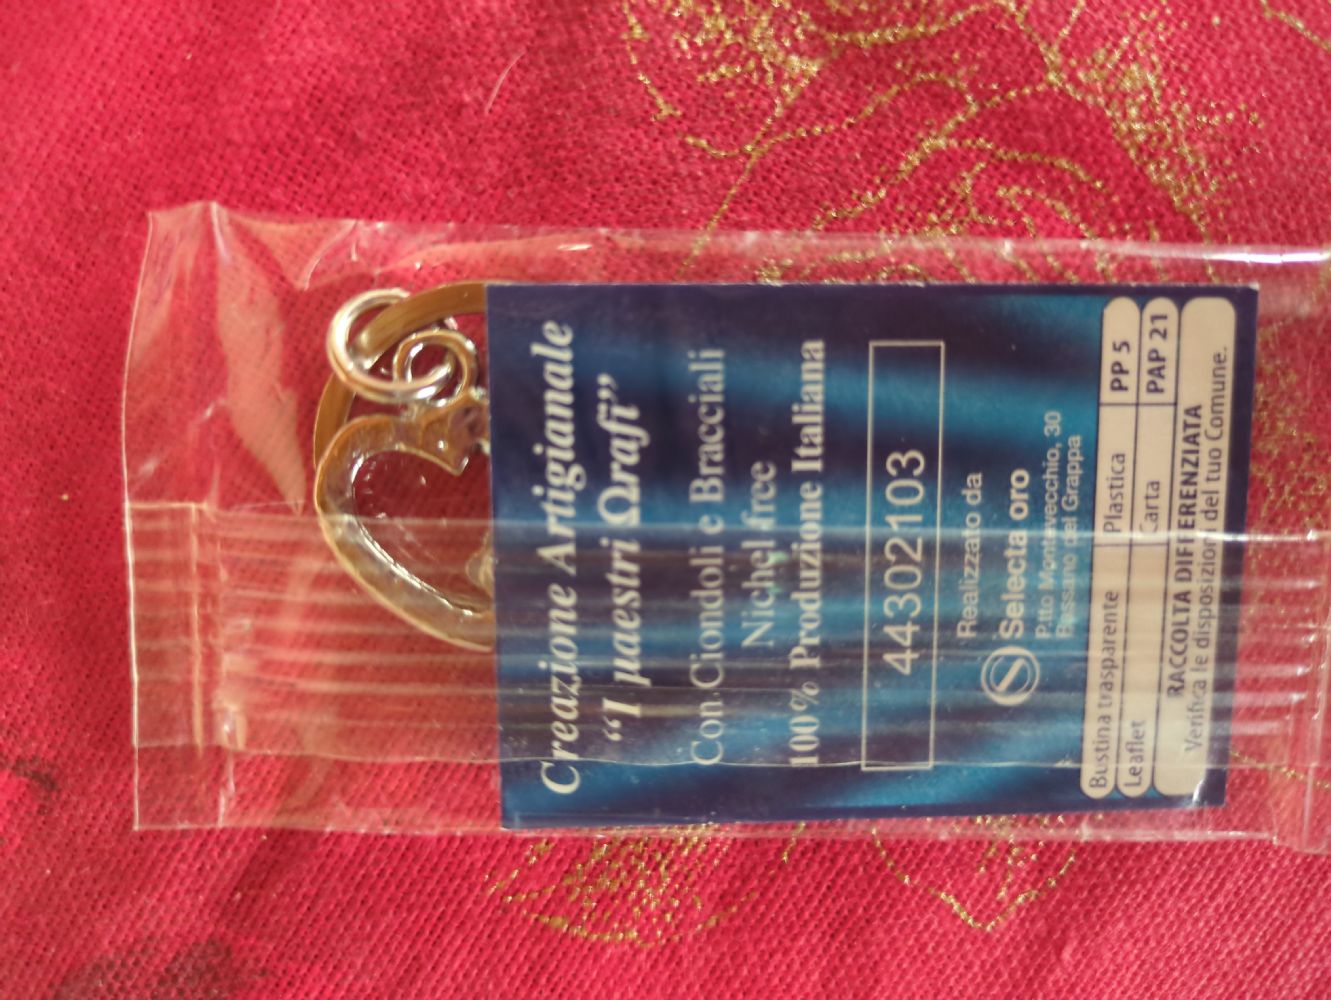 Creazione Artigianale
“I μaestri Ωrafi”
Con Ciondoli e Bracciali
Nichel free
100% Produzione Italiana
44302103
Realizzato da
Selecta oro
P.tto Montevecchio, 30
Bassano del Grappa
Bustina trasparente Plastica PP 5
Leaflet Carta PAP 21
RACCOLTA DIFFERENZIATA
Verifica le disposizioni del tuo Comune.